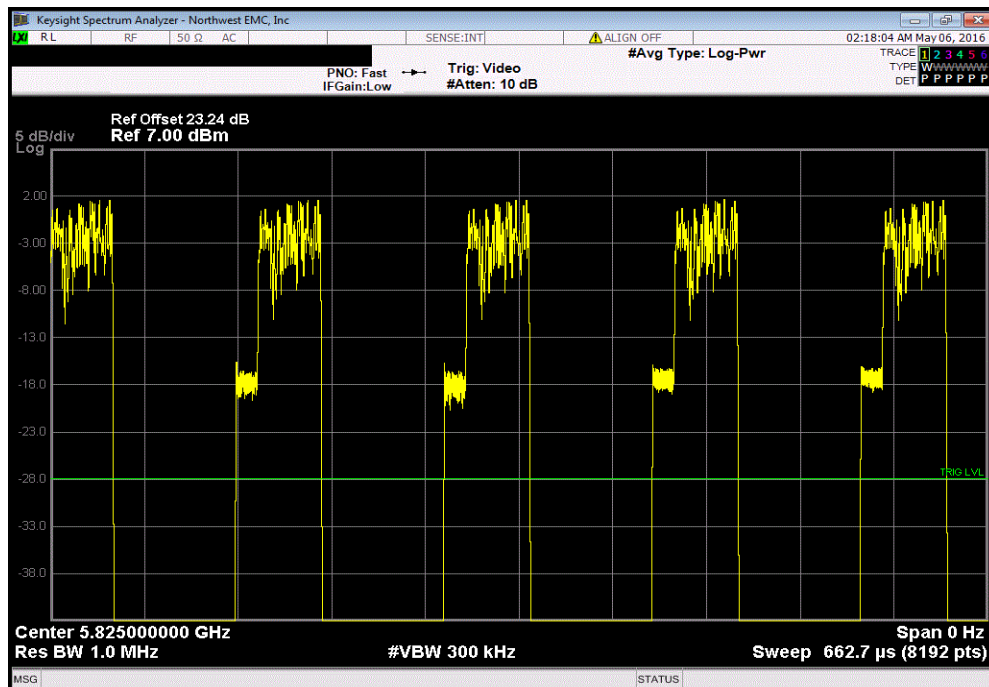 Keysight Spectrum Analyzer - Northwest EMC, Inc
LXI RL RF 50 Ω AC SENSE:INT ALIGN OFF 02:18:04 AM May 06, 2016
#Avg Type: Log-Pwr
TRACE 1 2 3 4 5 6
PNO: Fast Trig: Video
TYPE WWWWWW
IFGain:Low #Atten: 10 dB
DET P P P P P P
Ref Offset 23.24 dB
5 dB/div Ref 7.00 dBm
Log
2.00
-3.00
-8.00
-13.0
-18.0
-23.0
TRIG LVL
-28.0
-33.0
-38.0
Center 5.825000000 GHz Span 0 Hz
Res BW 1.0 MHz #VBW 300 kHz Sweep 662.7 µs (8192 pts)
MSG STATUS